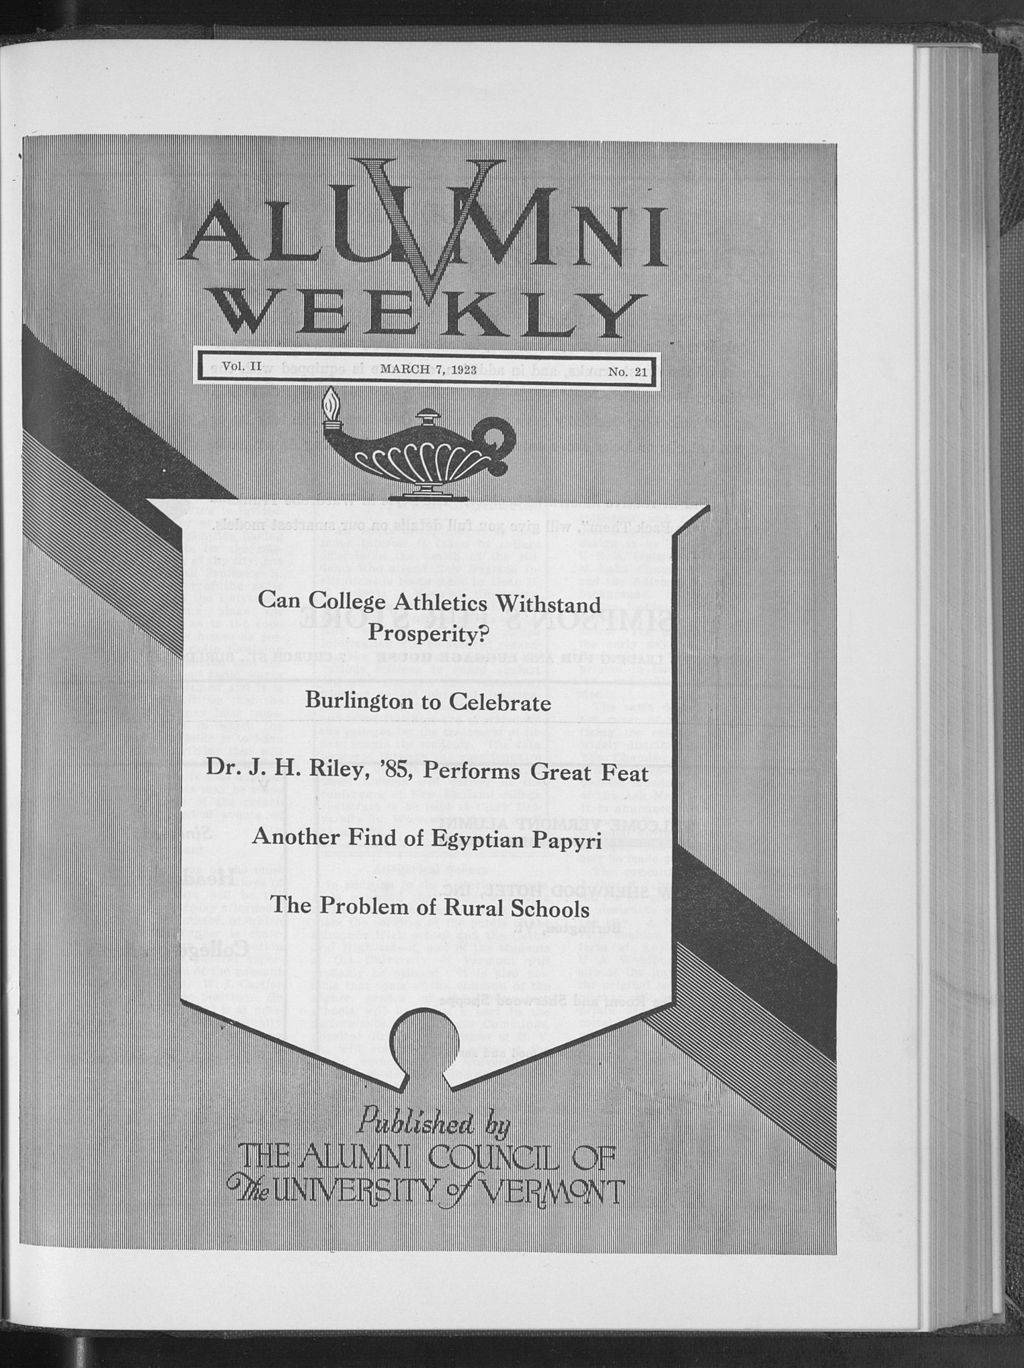 ALUMNI
V
WEEKLY
Vol. II MARCH 7, 1923 No. 21
Can College Athletics Withstand
Prosperity?
Burlington to Celebrate
Dr. J. H. Riley, '85, Performs Great Feat
Another Find of Egyptian Papyri
The Problem of Rural Schools
Published by
THE ALUMNI COUNCIL OF
The UNIVERSITY of VERMONT